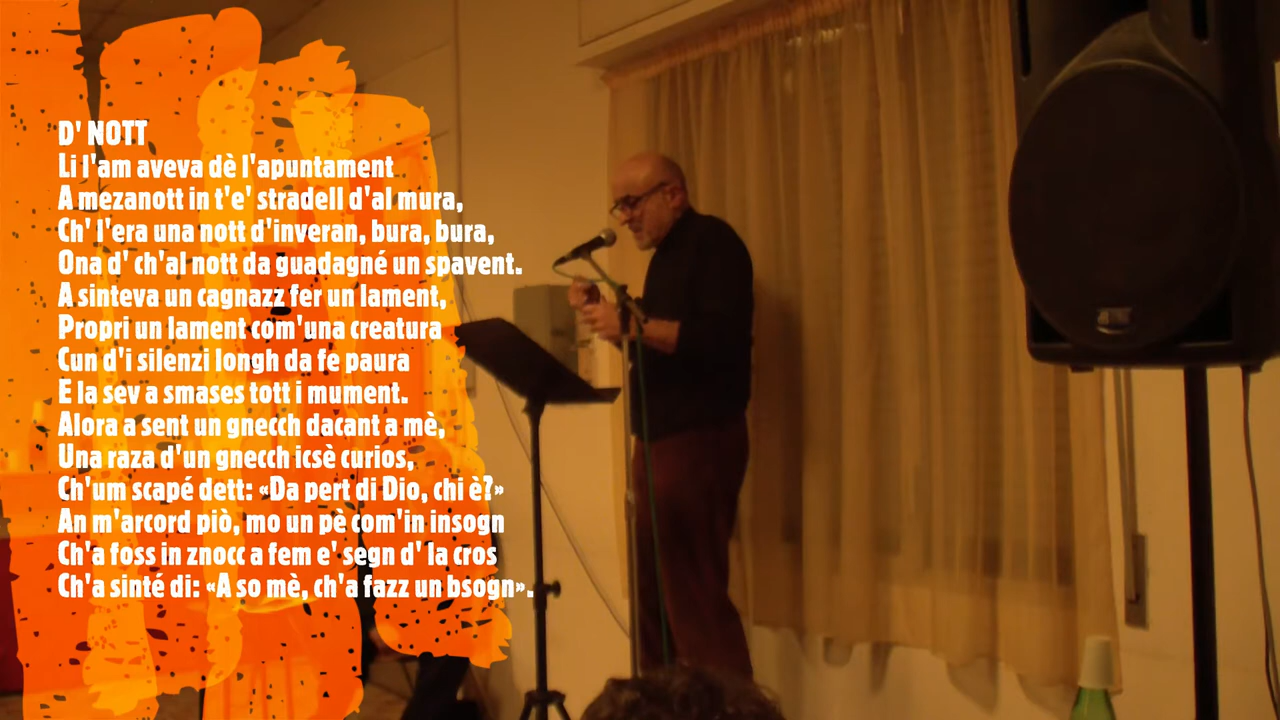 D' NOTT
Li l'am aveva dè l'apuntament
A mezanott in t'e' stradell d'al mura,
Ch' l'era una nott d'inveran, bura, bura,
Ona d' ch'al nott da guadagné un spavent.
A sinteva un cagnazz fer un lament,
Propri un lament com'una creatura
Cun d'i silenzi longh da fe paura
E la sev a smases tott i mument.
Alora a sent un gnecch dacant a mè,
Una raza d'un gnecch icsè curios,
Ch'um scapé dett: «Da pert di Dio, chi è?»
An m'arcord piò, mo un pè com'in insogn
Ch'a foss in znocc a fem e' segn d' la cros
Ch'a sinté di: «A so mè, ch'a fazz un bsogn».